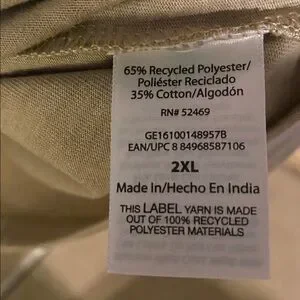 65% Recycled Polyester/
Poliéster Reciclado
35% Cotton/Algodón
RN# 52469
GE16100148957B
EAN/UPC 8 84968587106
2XL
Made In/Hecho En India
THIS LABEL YARN IS MADE
OUT OF 100% RECYCLED
POLYESTER MATERIALS